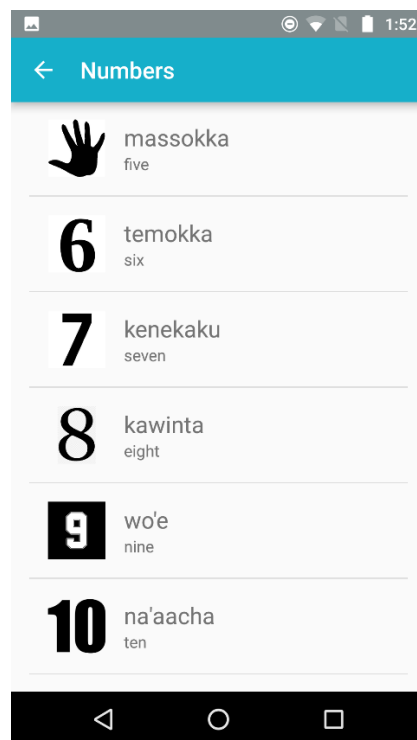 1:52
Numbers
massokka
five
6
temokka
six
7
kenekaku
seven
8
kawinta
eight
9
wo'e
nine
10
na'aacha
ten